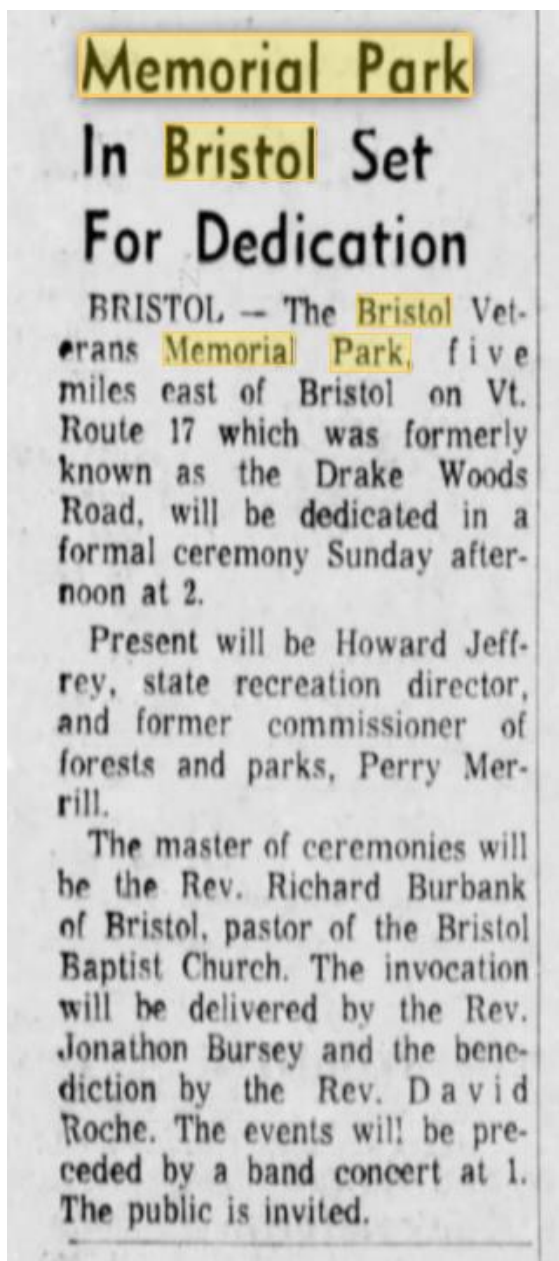 Memorial Park
In Bristol Set
For Dedication
BRISTOL — The Bristol Vet-
erans Memorial Park, five
miles east of Bristol on Vt.
Route 17 which was formerly
known as the Drake Woods
Road, will be dedicated in a
formal ceremony Sunday after-
noon at 2.
Present will be Howard Jeff-
rey, state recreation director,
and former commissioner of
forests and parks, Perry Mer-
rill.
The master of ceremonies will
be the Rev. Richard Burbank
of Bristol, pastor of the Bristol
Baptist Church. The invocation
will be delivered by the Rev.
Jonathon Bursey and the bene-
diction by the Rev. David
Roche. The events will be pre-
ceded by a band concert at 1.
The public is invited.